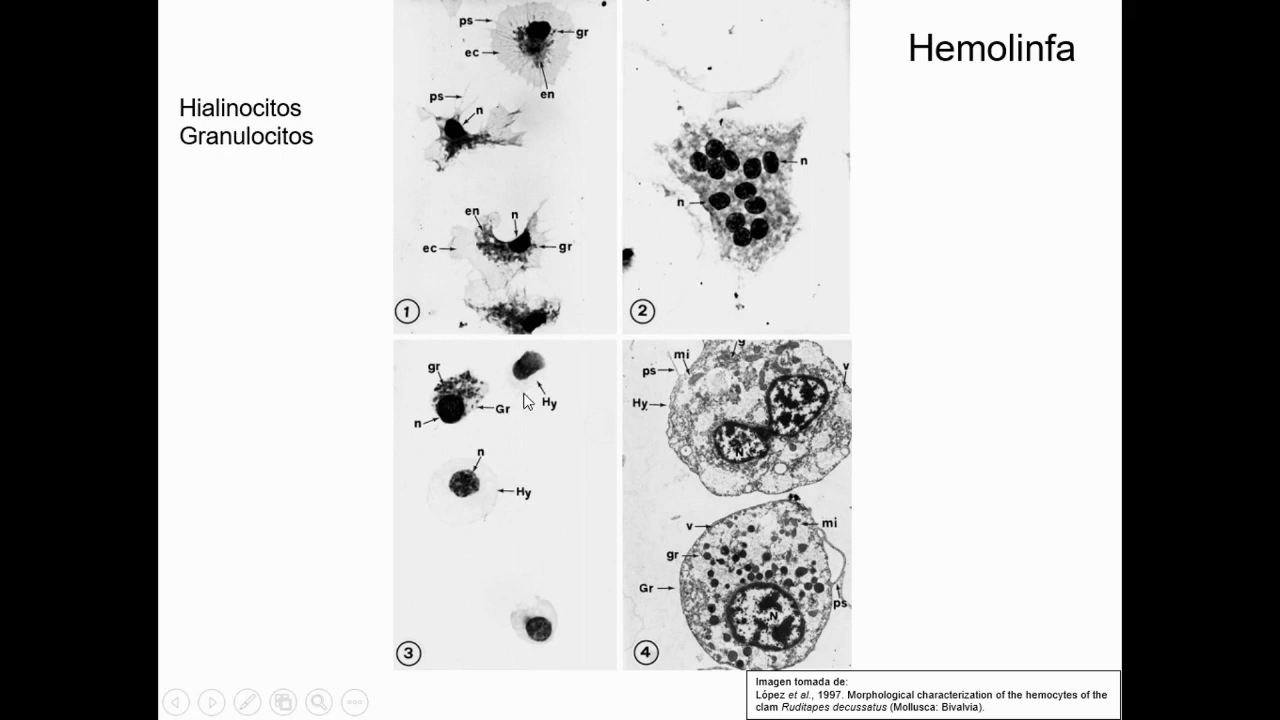 Hemolinfa
Hialinocitos
Granulocitos
ps
gr
ec
en
ps
n
en
n
ec
gr
1
n
n
2
gr
Hy
Gr
n
n
Hy
3
g
mi
v
ps
Hy
N
v
mi
gr
Gr
ps
N
4
Imagen tomada de:
López et al., 1997. Morphological characterization of the hemocytes of the
clam Ruditapes decussatus (Mollusca: Bivalvia).